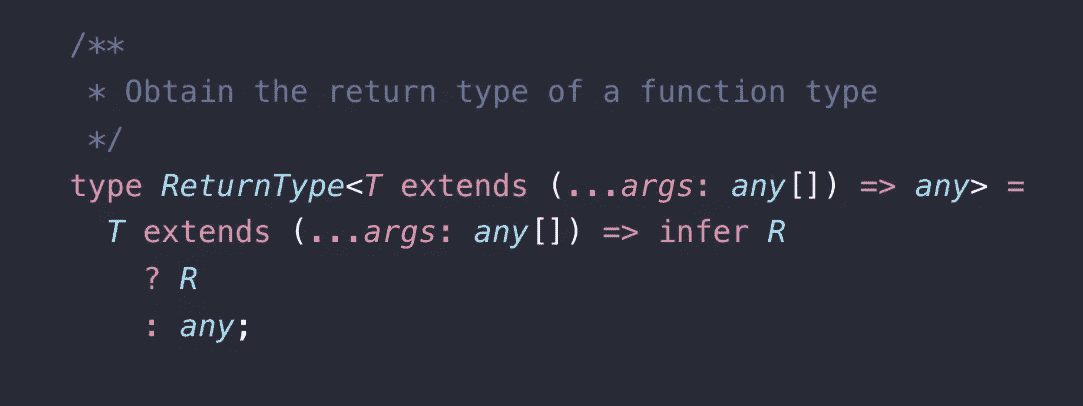 /**
 * Obtain the return type of a function type
 */
type ReturnType<T extends (...args: any[]) => any> =
  T extends (...args: any[]) => infer R
    ? R
    : any;